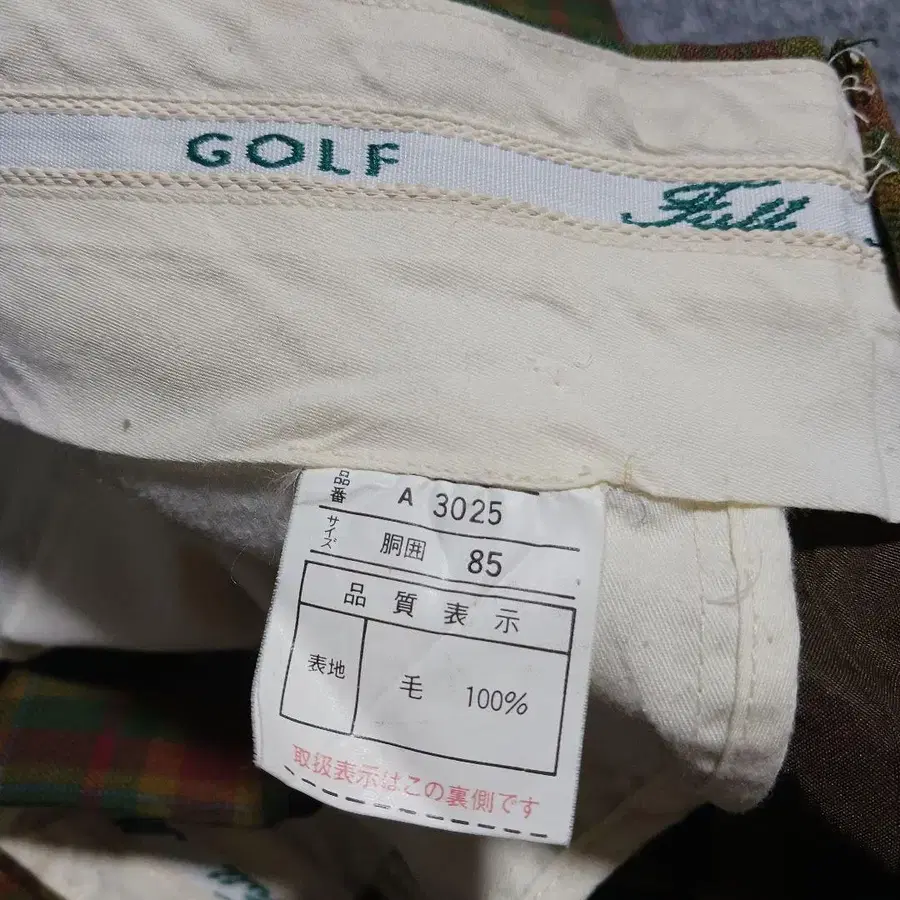 GOLF Full
品番 A 3025
サイズ 胴囲 85
品質表示
表地 毛 100%
取扱表示はこの裏側です